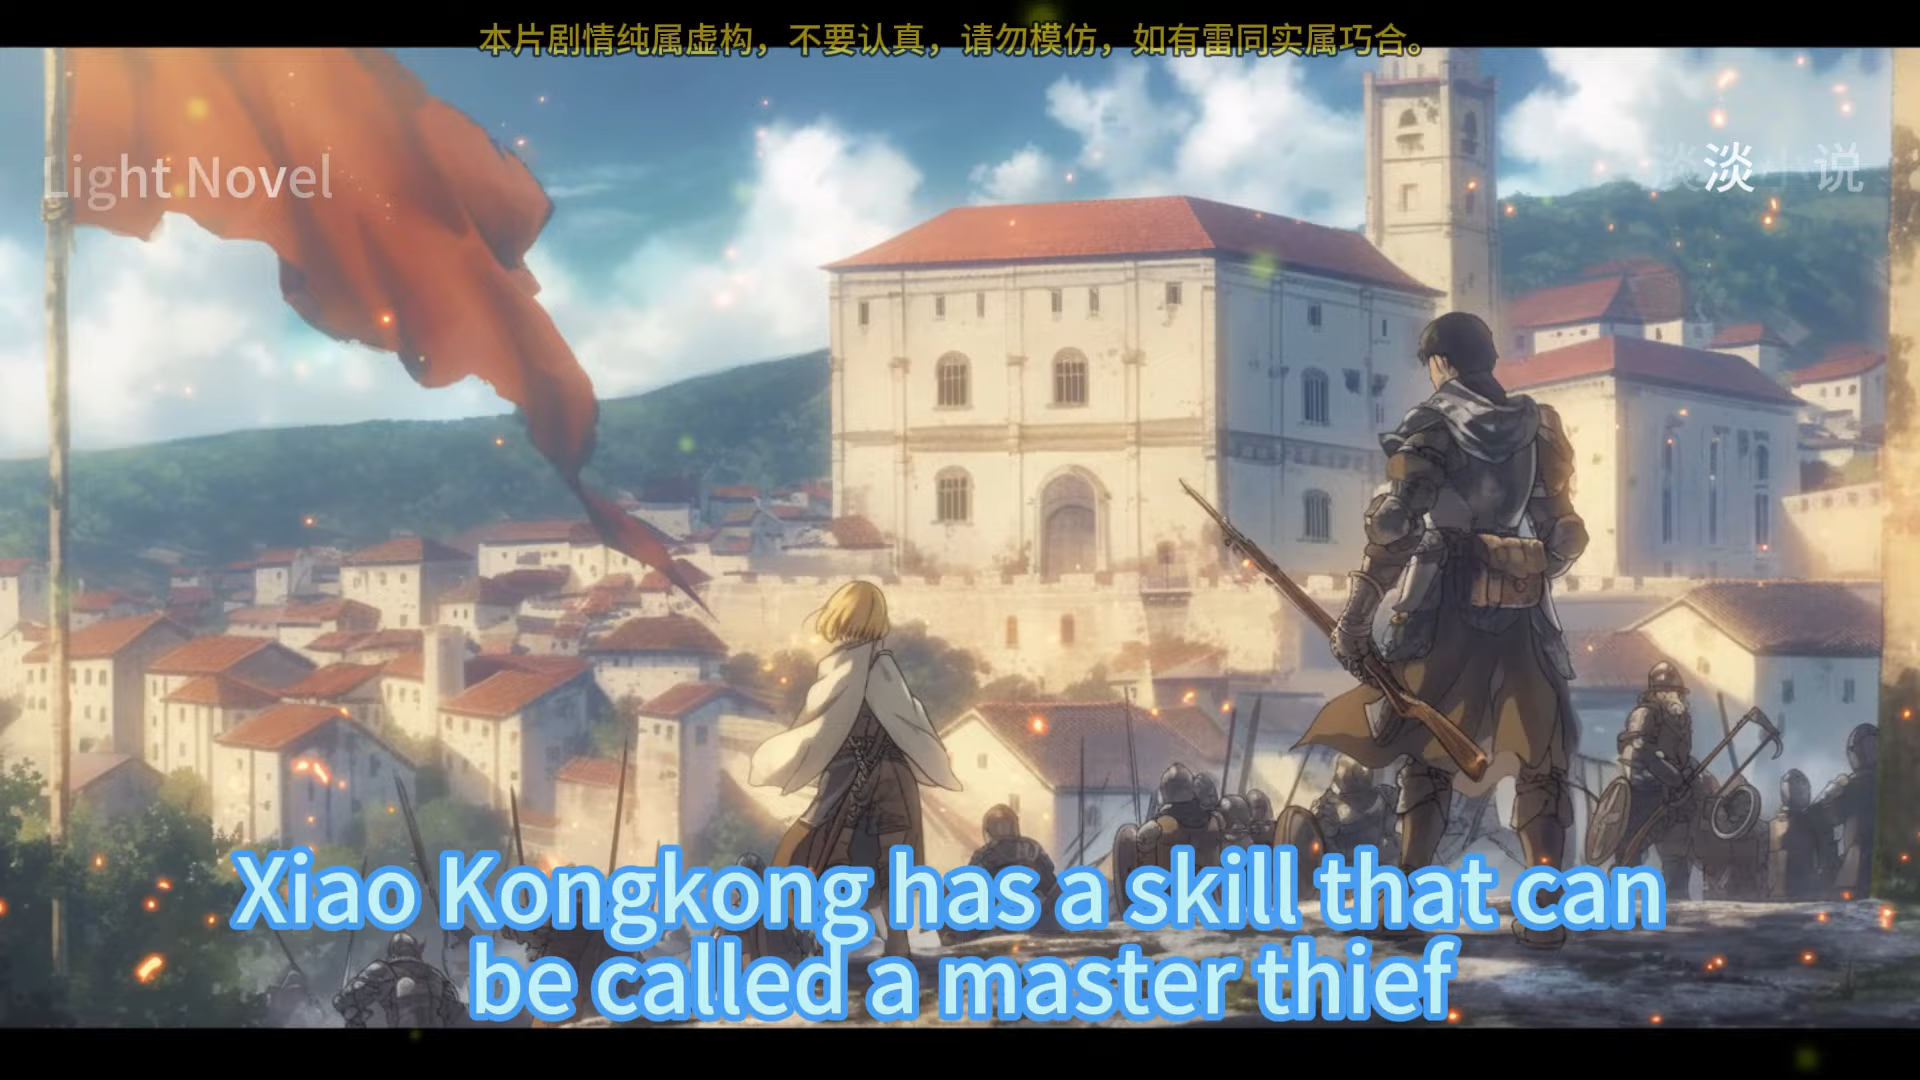 本片剧情纯属虚构，不要认真，请勿模仿，如有雷同实属巧合。
Light Novel
淡淡小说
Xiao Kongkong has a skill that can
be called a master thief